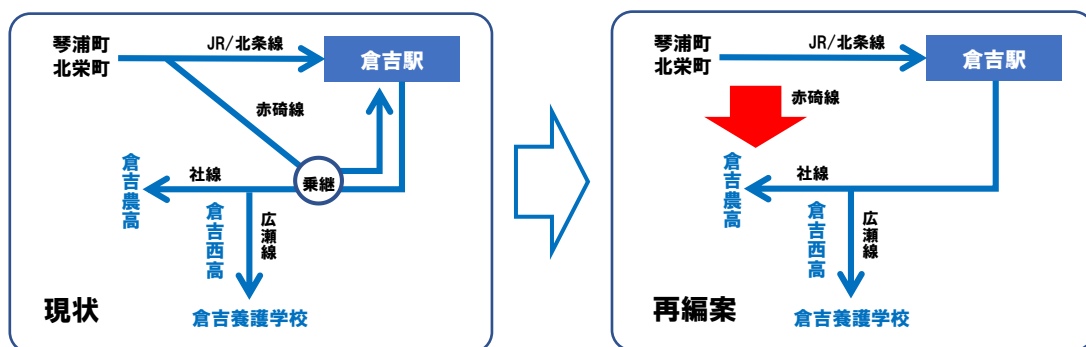 琴浦町
北栄町
JR/北条線
倉吉駅
赤碕線
乗継
社線
倉吉農高
倉吉西高
広瀬線
現状
倉吉養護学校
琴浦町
北栄町
JR/北条線
倉吉駅
赤碕線
社線
倉吉農高
倉吉西高
広瀬線
再編案
倉吉養護学校